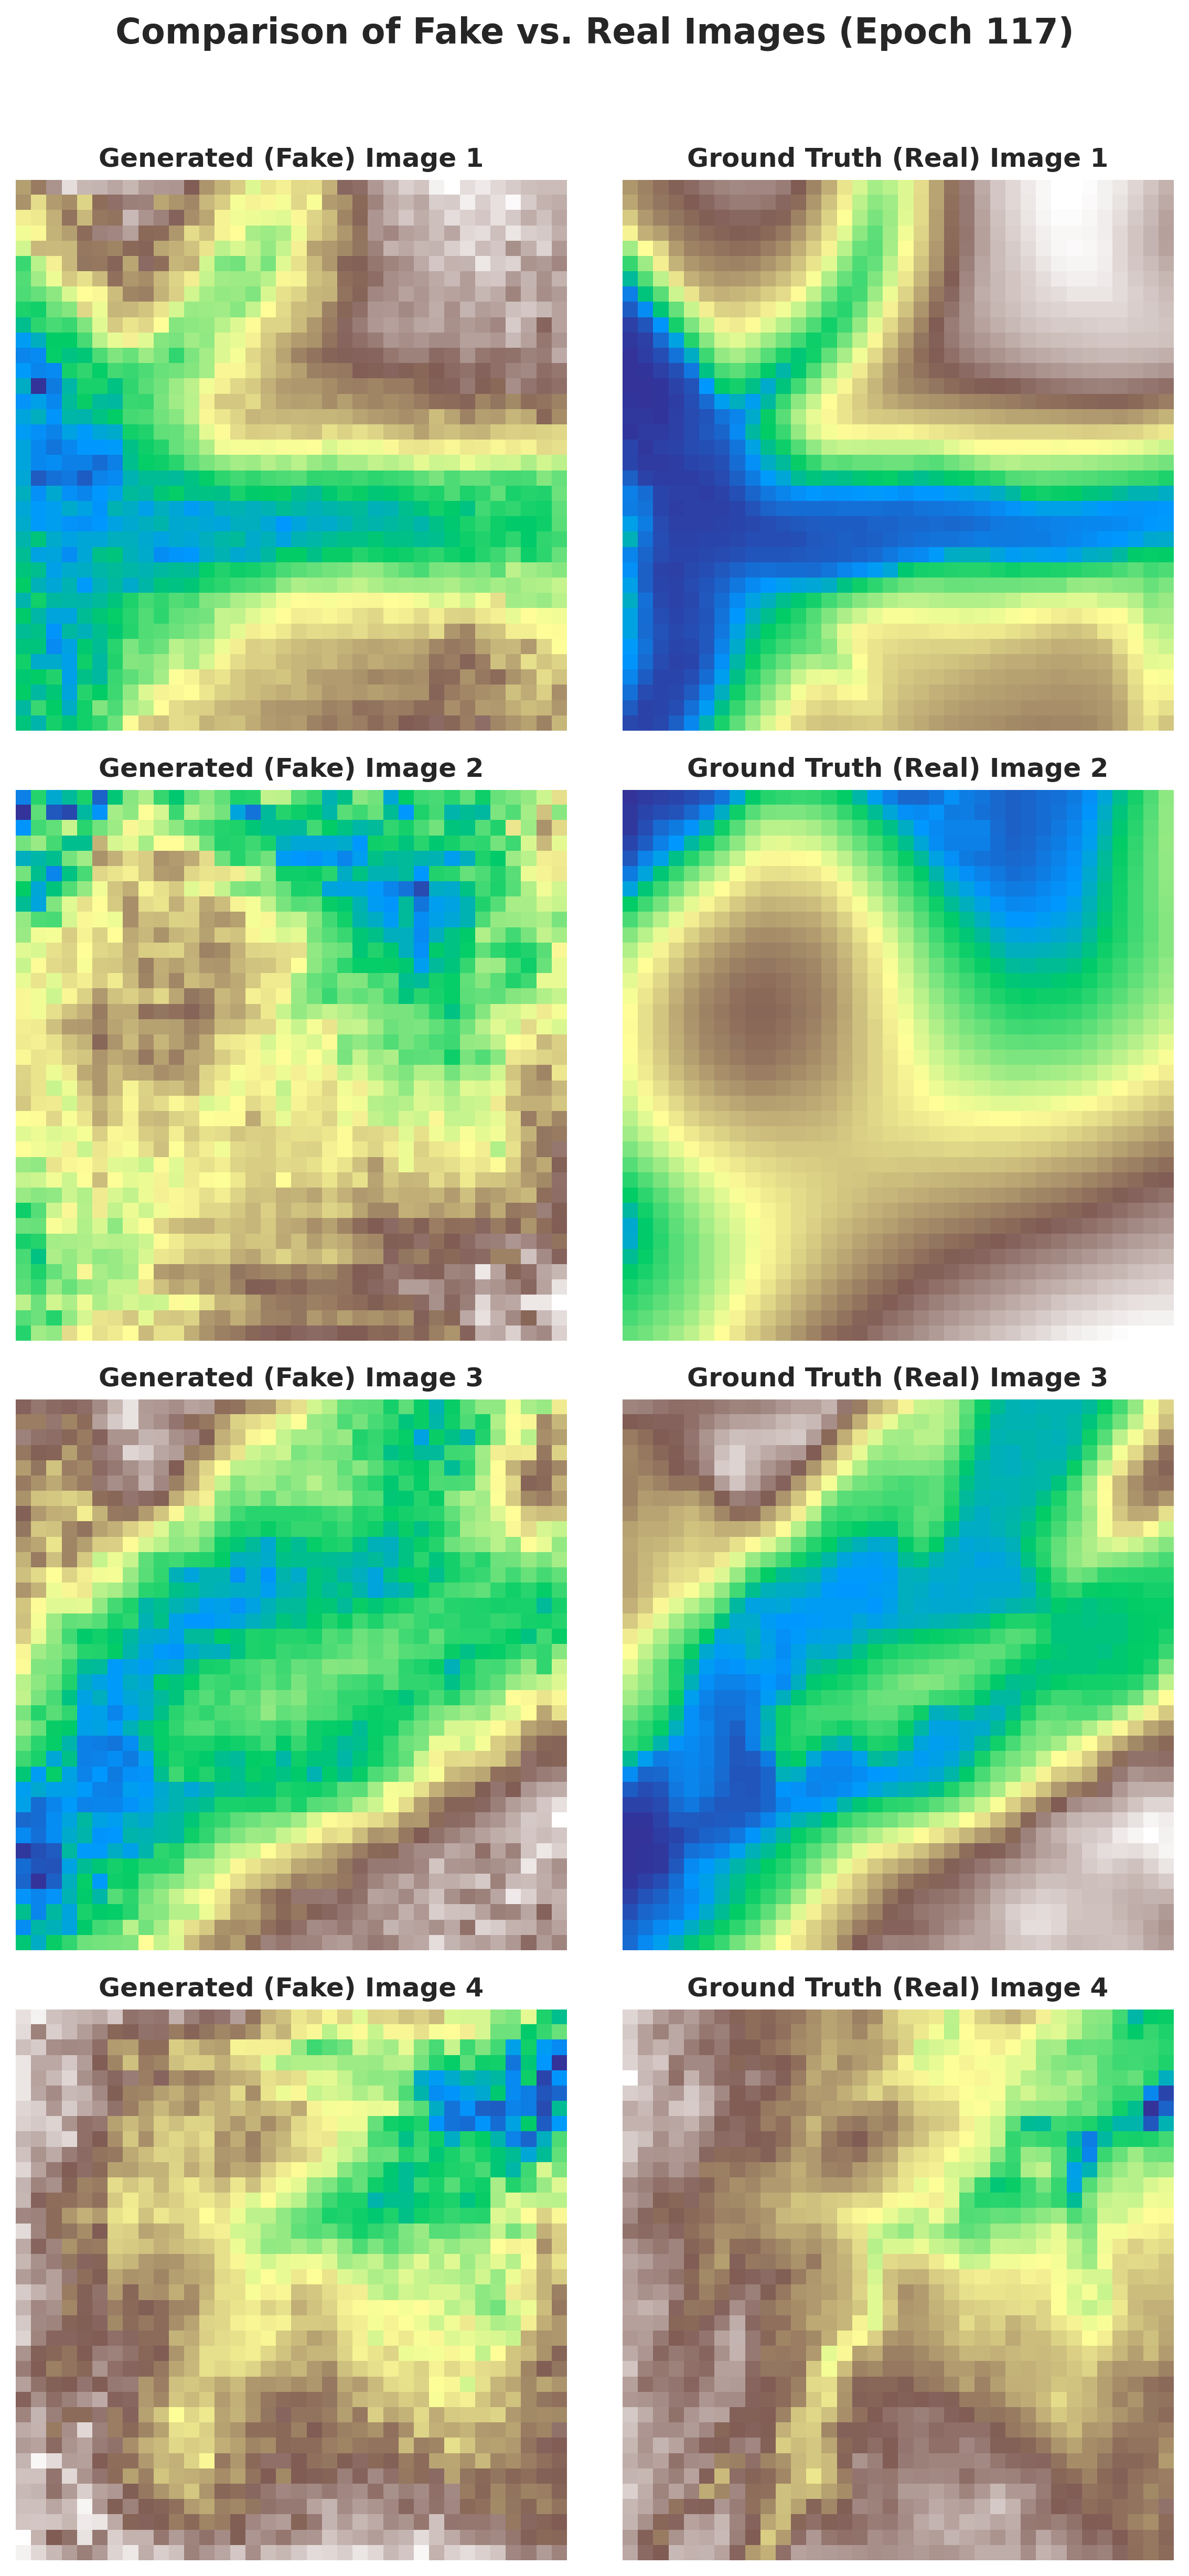 Comparison of Fake vs. Real Images (Epoch 117)
Generated (Fake) Image 1
Ground Truth (Real) Image 1
Generated (Fake) Image 2
Ground Truth (Real) Image 2
Generated (Fake) Image 3
Ground Truth (Real) Image 3
Generated (Fake) Image 4
Ground Truth (Real) Image 4